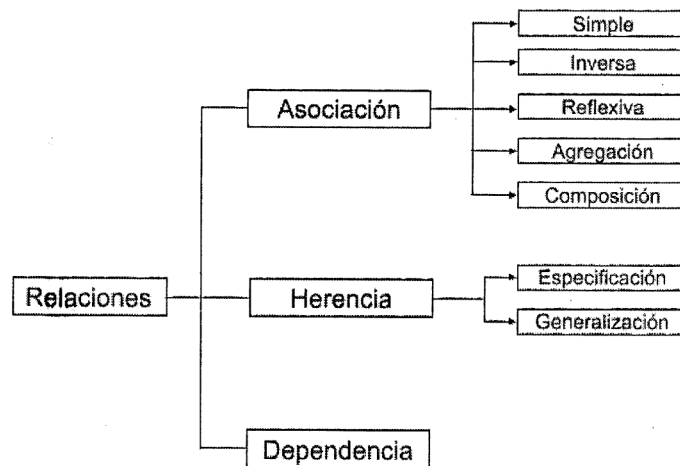 Simple
Inversa
Asociación
Reflexiva
Agregación
Composición
Relaciones
Herencia
Especificación
Generalización
Dependencia